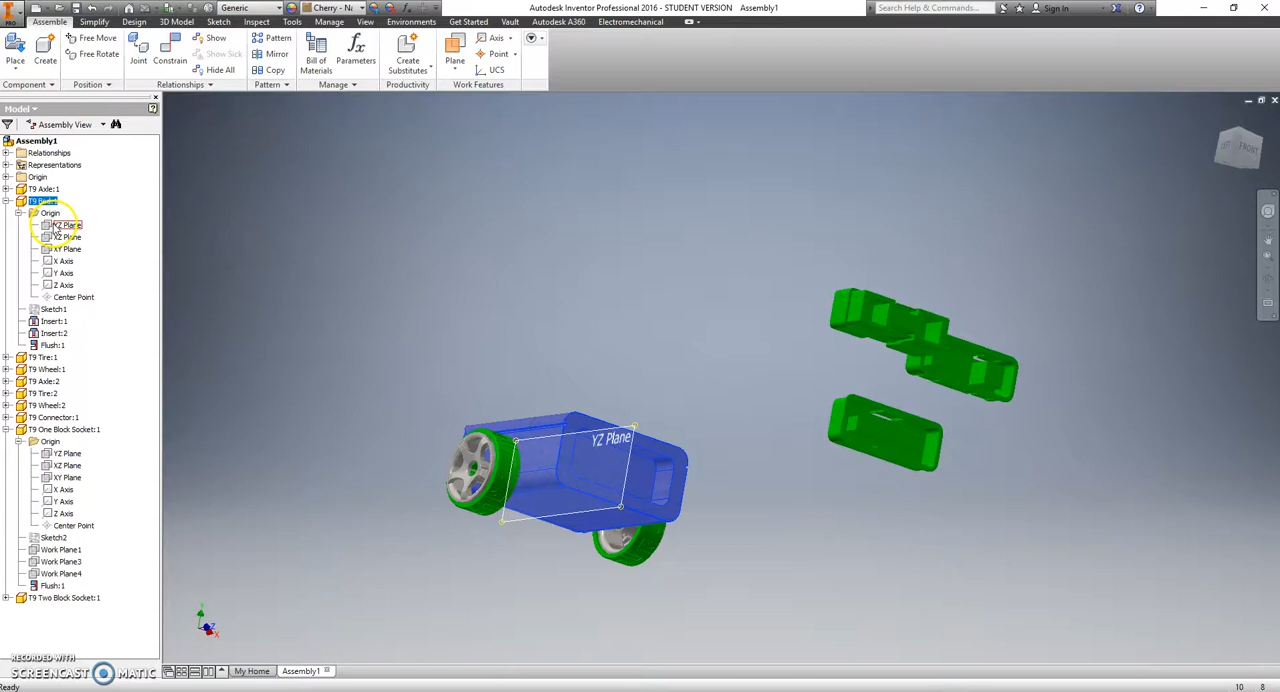 Generic
Cherry - Ni
Autodesk Inventor Professional 2016 - STUDENT VERSION   Assembly1
Search Help & Commands...
Sign In
PRO
Assemble
Simplify
Design
3D Model
Sketch
Inspect
Tools
Manage
View
Environments
Get Started
Vault
Autodesk A360
Electromechanical
Place
Create
Free Move
Free Rotate
Joint
Constrain
Show
Show Sick
Hide All
Pattern
Mirror
Copy
Bill of
Materials
Parameters
Create
Substitutes
Plane
Axis
Point
UCS
Component
Position
Relationships
Pattern
Manage
Productivity
Work Features
Model
Assembly View
Assembly1
Relationships
Representations
Origin
T9 Axle:1
Origin
YZ Plane
XZ Plane
XY Plane
X Axis
Y Axis
Z Axis
Center Point
Sketch1
Insert:1
Insert:2
Flush:1
T9 Tire:1
T9 Wheel:1
T9 Axle:2
T9 Tire:2
T9 Wheel:2
T9 Connector:1
T9 One Block Socket:1
Origin
YZ Plane
XZ Plane
XY Plane
X Axis
Y Axis
Z Axis
Center Point
Sketch2
Work Plane1
Work Plane3
Work Plane4
Flush:1
T9 Two Block Socket:1
YZ Plane
FRONT
Y
Z
X
RECORDED WITH
SCREENCAST MATIC
My Home
Assembly1
Ready
10
8